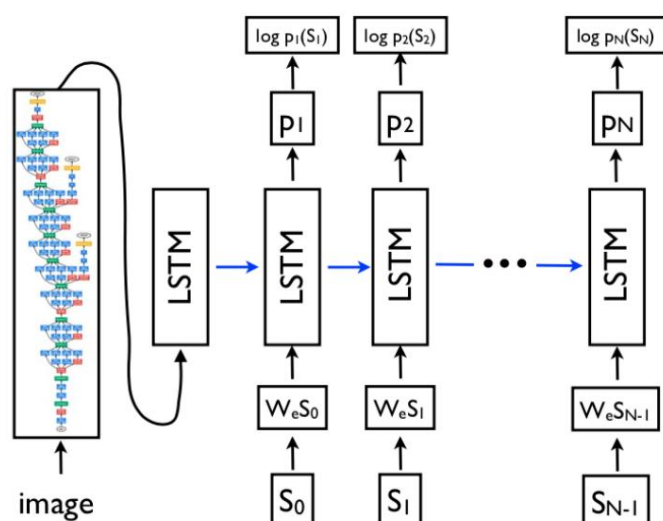 log p₁(S₁) log p₂(S₂) log pN(SN)
p₁ p₂ pN
LSTM LSTM LSTM LSTM
WₑS₀ WₑS₁ WₑSN-1
image S₀ S₁ SN-1